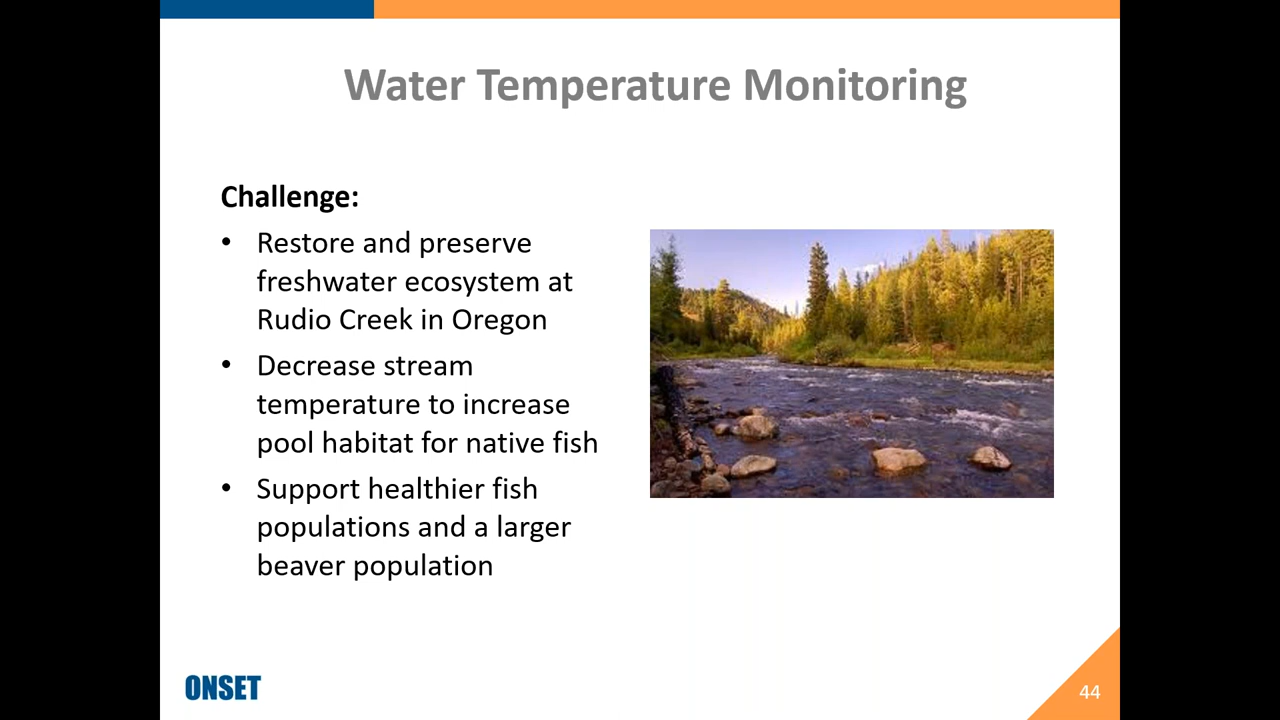 Water Temperature Monitoring
Challenge:
• Restore and preserve
freshwater ecosystem at
Rudio Creek in Oregon
• Decrease stream
temperature to increase
pool habitat for native fish
• Support healthier fish
populations and a larger
beaver population
ONSET
44